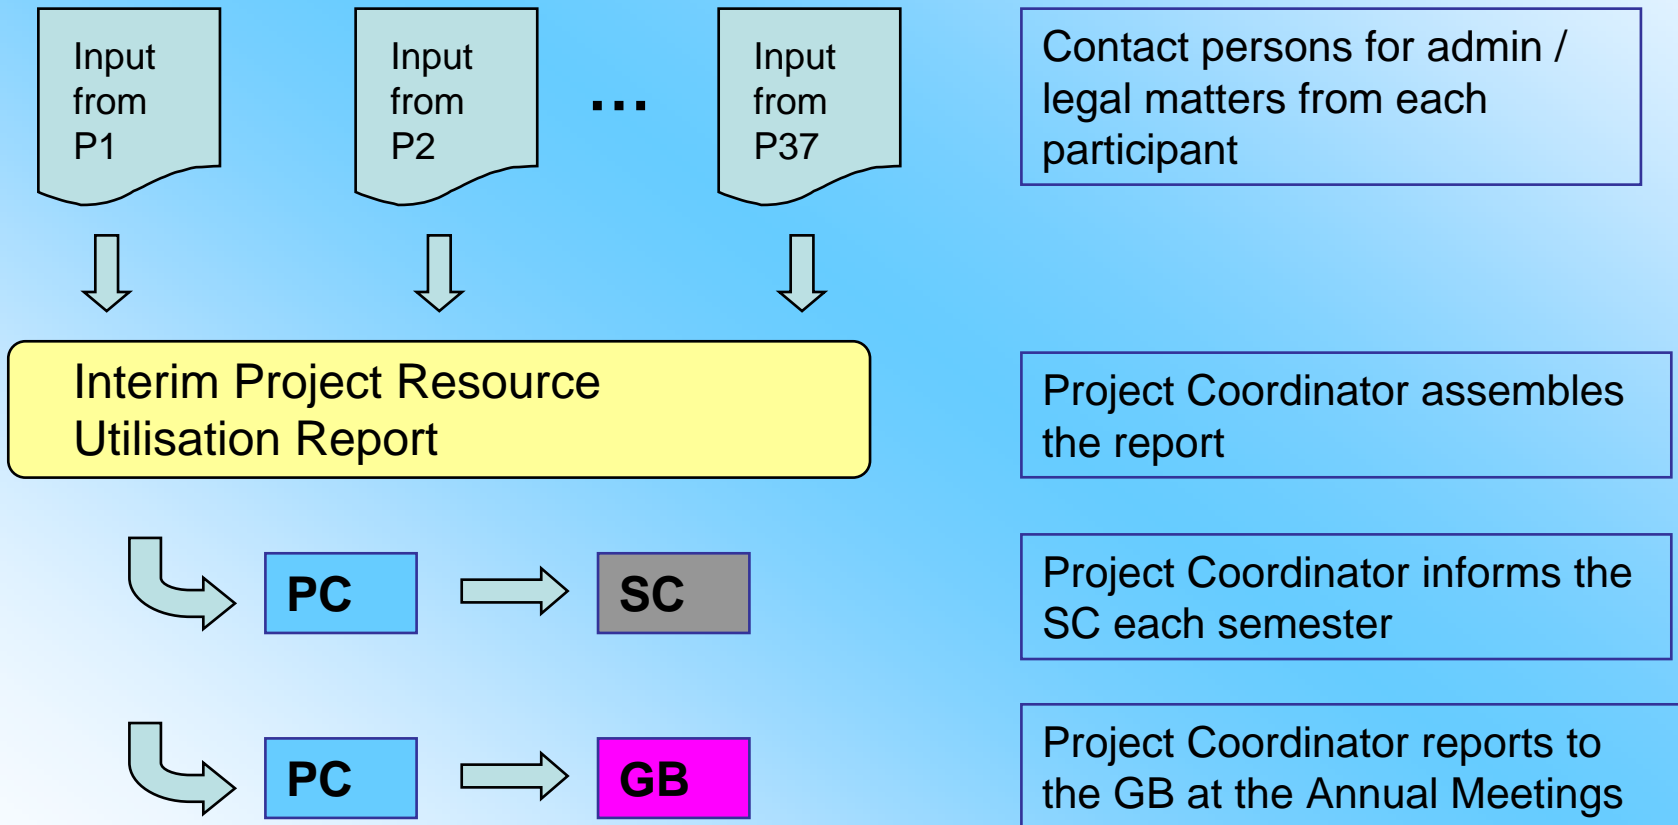 Input
from
P1
Input
from
P2
...
Input
from
P37
Contact persons for admin /
legal matters from each
participant
Interim Project Resource
Utilisation Report
Project Coordinator assembles
the report
PC
SC
Project Coordinator informs the
SC each semester
PC
GB
Project Coordinator reports to
the GB at the Annual Meetings